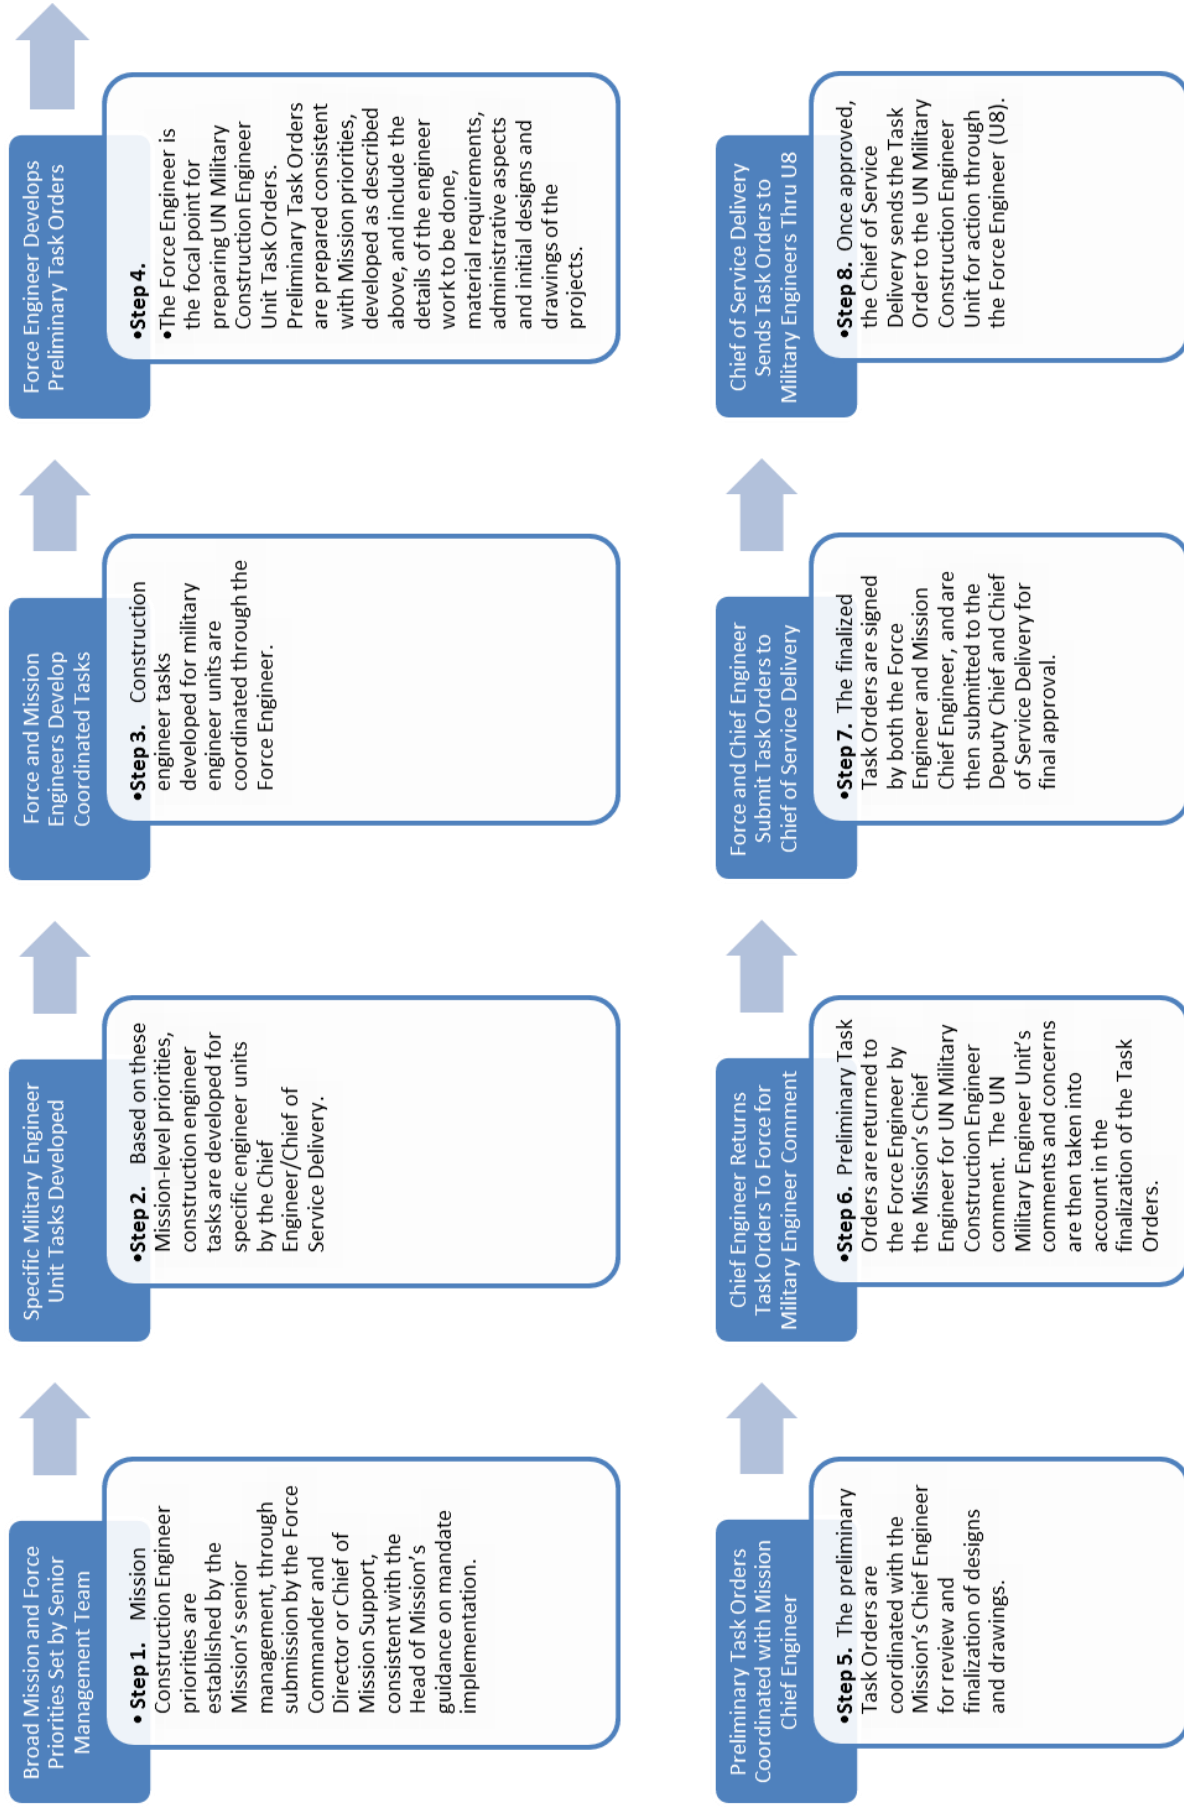 Broad Mission and Force
Priorities Set by Senior
Management Team
• Step 1. Mission
Construction Engineer
priorities are
established by the
Mission's senior
management, through
submission by the Force
Commander and
Director or Chief of
Mission Support,
consistent with the
Head of Mission's
guidance on mandate
implementation.
Specific Military Engineer
Unit Tasks Developed
•Step 2. Based on these
Mission-level priorities,
construction engineer
tasks are developed for
specific engineer units
by the Chief
Engineer/Chief of
Service Delivery.
Force and Mission
Engineers Develop
Coordinated Tasks
•Step 3. Construction
engineer tasks
developed for military
engineer units are
coordinated through the
Force Engineer.
Force Engineer Develops
Preliminary Task Orders
•Step 4.
•The Force Engineer is
the focal point for
preparing UN Military
Construction Engineer
Unit Task Orders.
Preliminary Task Orders
are prepared consistent
with Mission priorities,
developed as described
above, and include the
details of the engineer
work to be done,
material requirements,
administrative aspects
and initial designs and
drawings of the
projects.
Preliminary Task Orders
Coordinated with Mission
Chief Engineer
•Step 5. The preliminary
Task Orders are
coordinated with the
Mission's Chief Engineer
for review and
finalization of designs
and drawings.
Chief Engineer Returns
Task Orders To Force for
Military Engineer Comment
•Step 6. Preliminary Task
Orders are returned to
the Force Engineer by
the Mission's Chief
Engineer for UN Military
Construction Engineer
comment. The UN
Military Engineer Unit's
comments and concerns
are then taken into
account in the
finalization of the Task
Orders.
Force and Chief Engineer
Submit Task Orders to
Chief of Service Delivery
•Step 7. The finalized
Task Orders are signed
by both the Force
Engineer and Mission
Chief Engineer, and are
then submitted to the
Deputy Chief and Chief
of Service Delivery for
final approval.
Chief of Service Delivery
Sends Task Orders to
Military Engineers Thru U8
•Step 8. Once approved,
the Chief of Service
Delivery sends the Task
Order to the UN Military
Construction Engineer
Unit for action through
the Force Engineer (U8).